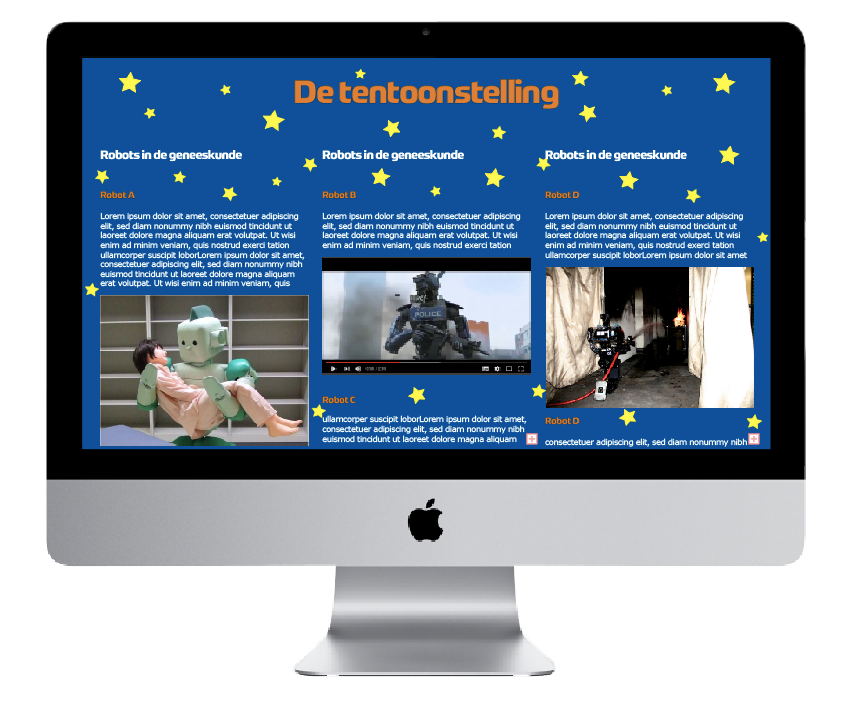 De tentoonstelling
Robots in de geneeskunde
Robot A
Lorem ipsum dolor sit amet, consectetuer adipiscing
elit, sed diam nonummy nibh euismod tincidunt ut
laoreet dolore magna aliquam erat volutpat. Ut wisi
enim ad minim veniam, quis nostrud exerci tation
ullamcorper suscipit loborLorem ipsum dolor sit amet,
consectetuer adipiscing elit, sed diam nonummy nibh
euismod tincidunt ut laoreet dolore magna aliquam
erat volutpat. Ut wisi enim ad minim veniam, quis
Robots in de geneeskunde
Robot B
Lorem ipsum dolor sit amet, consectetuer adipiscing
elit, sed diam nonummy nibh euismod tincidunt ut
laoreet dolore magna aliquam erat volutpat. Ut wisi
enim ad minim veniam, quis nostrud exerci tation
POLICE
Robot C
ullamcorper suscipit loborLorem ipsum dolor sit amet,
consectetuer adipiscing elit, sed diam nonummy nibh
euismod tincidunt ut laoreet dolore magna aliquam
Robots in de geneeskunde
Robot D
Lorem ipsum dolor sit amet, consectetuer adipiscing
elit, sed diam nonummy nibh euismod tincidunt ut
laoreet dolore magna aliquam erat volutpat. Ut wisi
enim ad minim veniam, quis nostrud exerci tation
ullamcorper suscipit loborLorem ipsum dolor sit amet
Robot D
consectetuer adipiscing elit, sed diam nonummy nibh